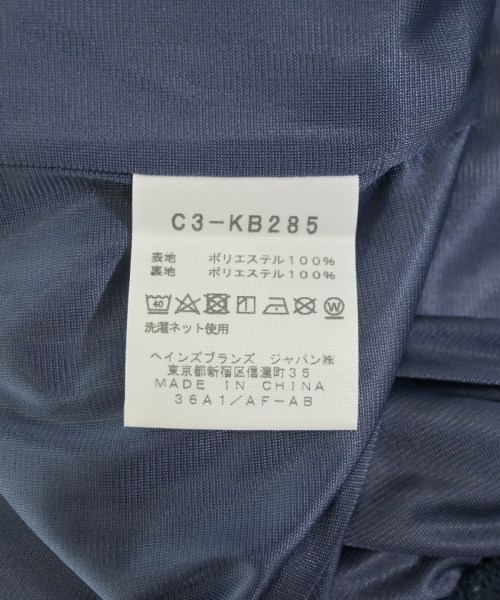 C3-KB285
表地 ポリエステル100%
裏地 ポリエステル100%
40 W
洗濯ネット使用
ヘインズブランズ ジャパン㈱
東京都新宿区信濃町35
MADE IN CHINA
36A1/AF-AB